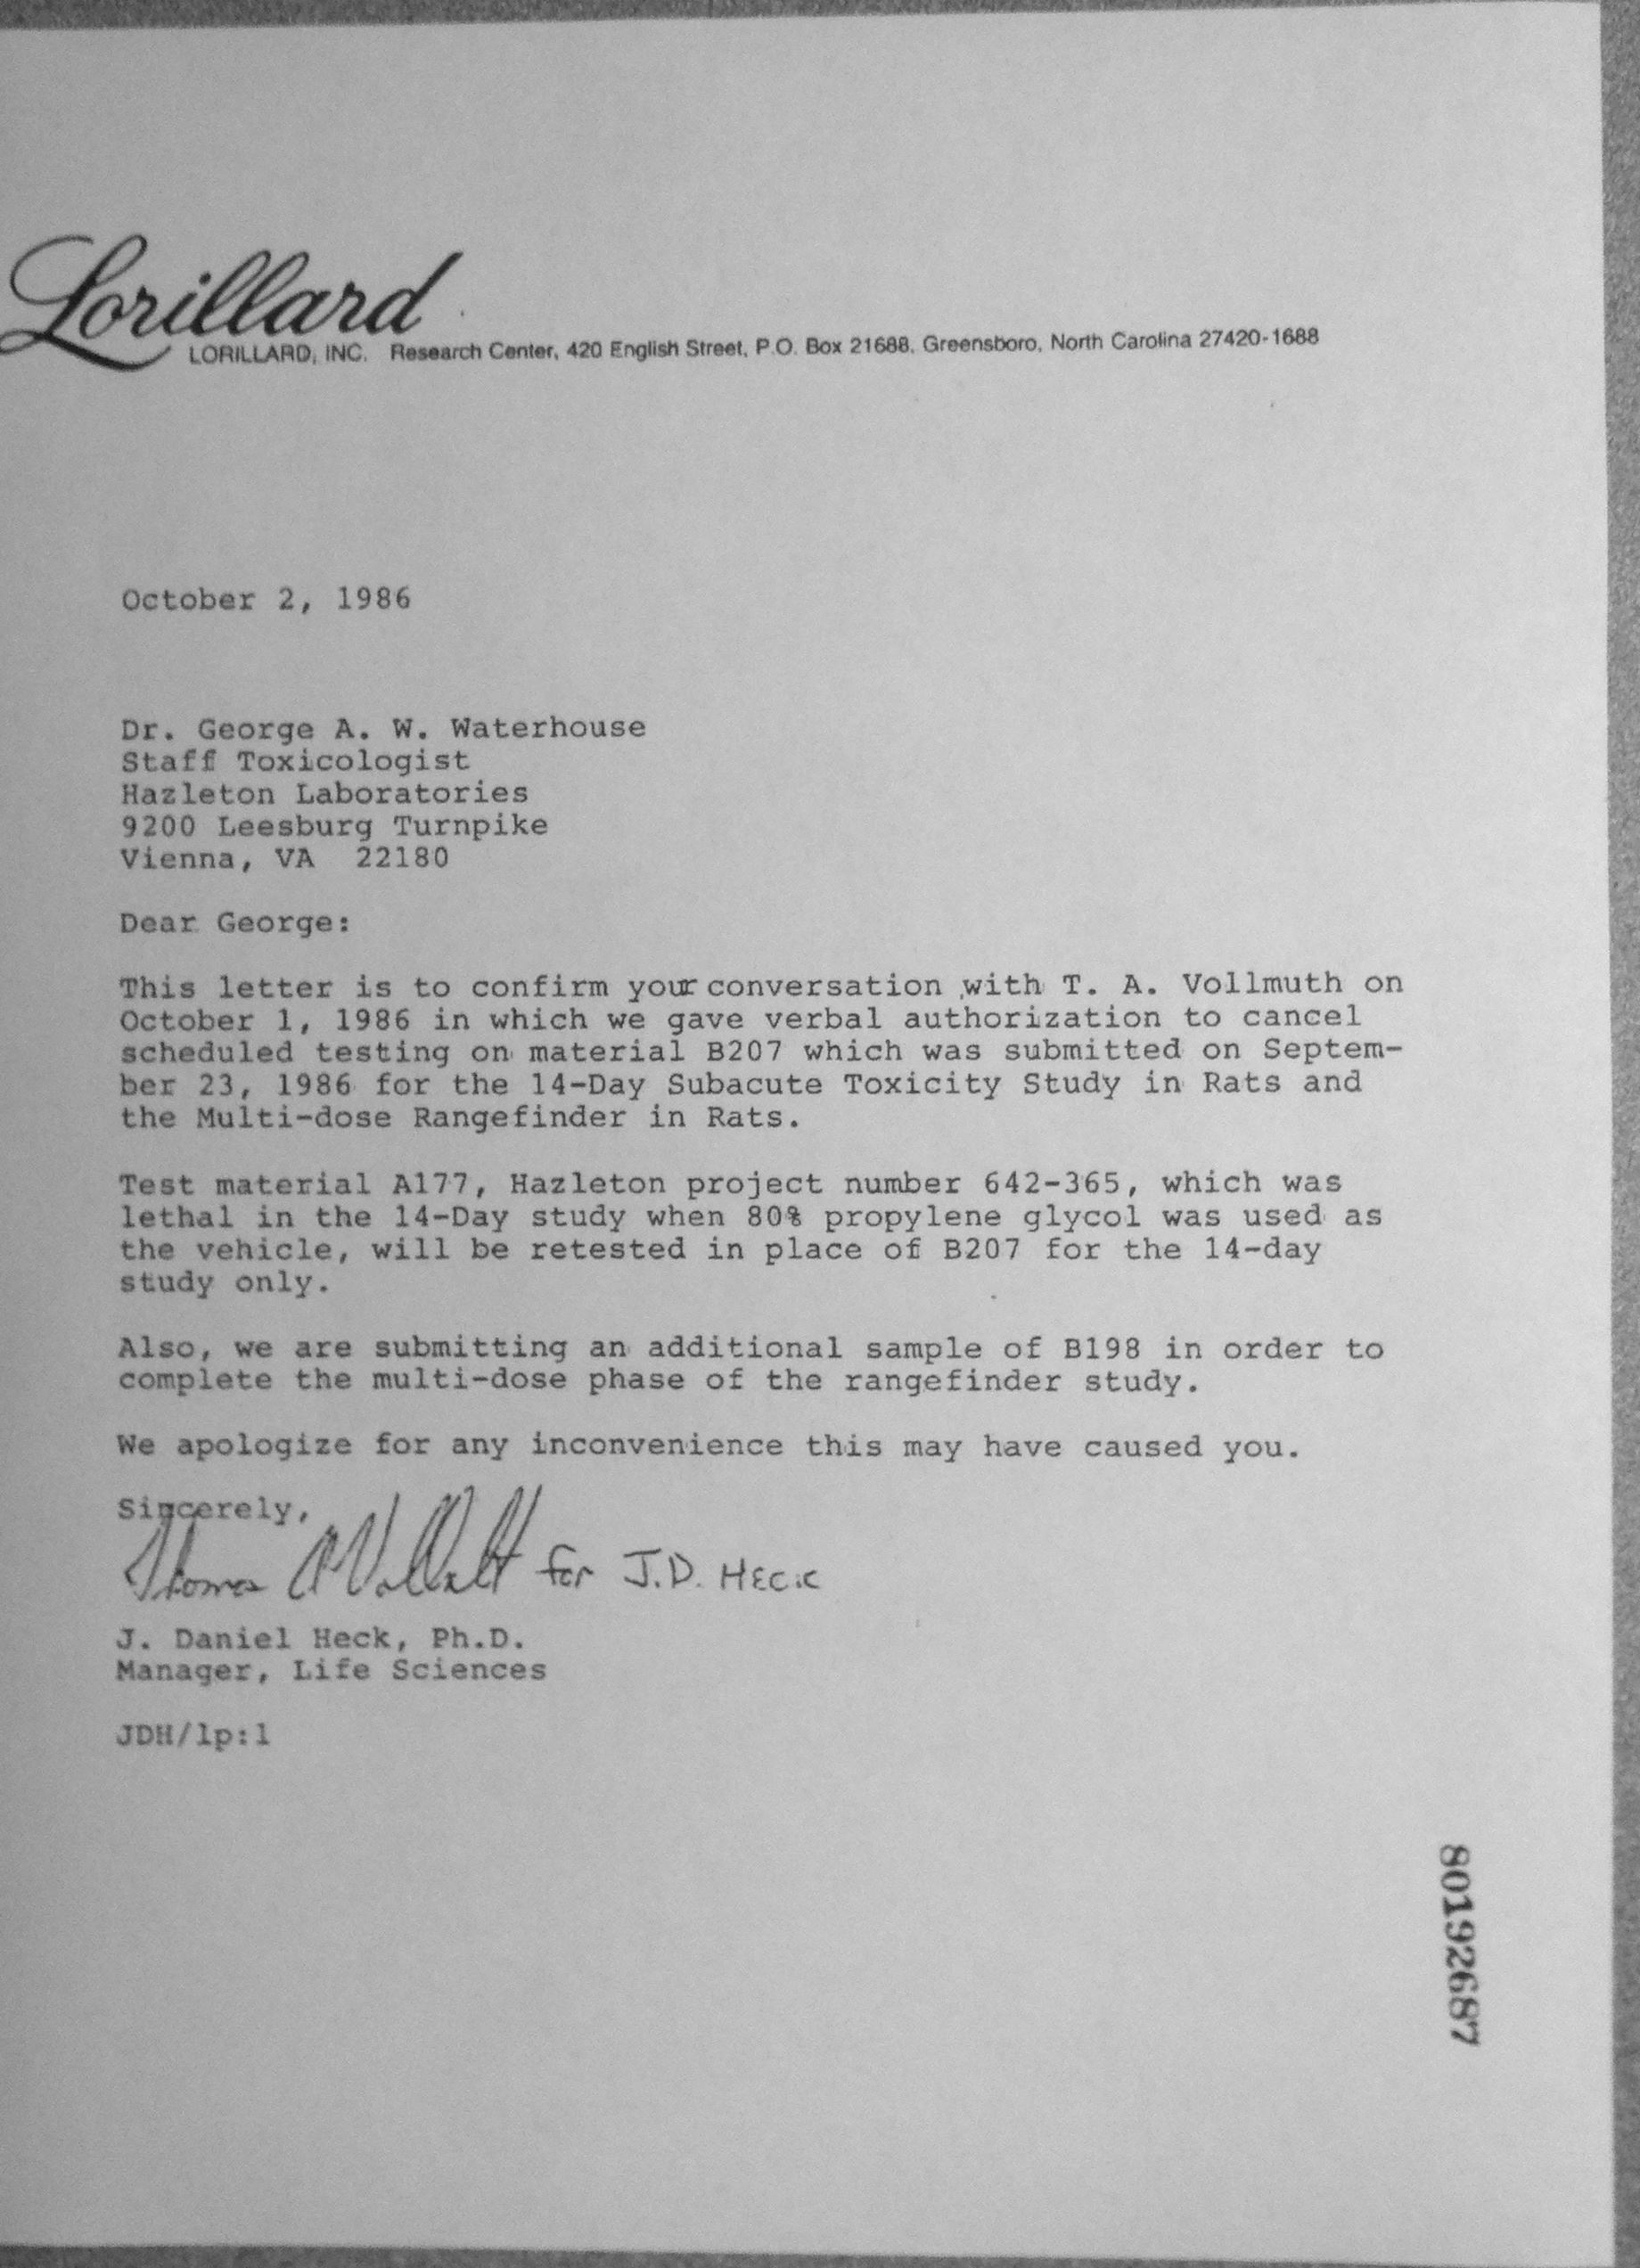 Lorillard
LORILLARD, INC. Research Center, 420 English Street, P.O. Box 21688, Greensboro, North Carolina 27420-1688
October 2, 1986
Dr. George A. W. Waterhouse
Staff Toxicologist
Hazleton Laboratories
9200 Leesburg Turnpike
Vienna, VA 22180
Dear George:
This letter is to confirm your conversation with T. A. Vollmuth on
October 1, 1986 in which we gave verbal authorization to cancel
scheduled testing on material B207 which was submitted on Septem-
ber 23, 1986 for the 14-Day Subacute Toxicity Study in Rats and
the Multi-dose Rangefinder in Rats.
Test material A177, Hazleton project number 642-365, which was
lethal in the 14-Day study when 80% propylene glycol was used as
the vehicle, will be retested in place of B207 for the 14-day
study only.
Also, we are submitting an additional sample of B198 in order to
complete the multi-dose phase of the rangefinder study.
We apologize for any inconvenience this may have caused you.
Sincerely,
Thomas A Vollmuth for J.D. HECK
J. Daniel Heck, Ph.D.
Manager, Life Sciences
JDH/lp:1
80192687